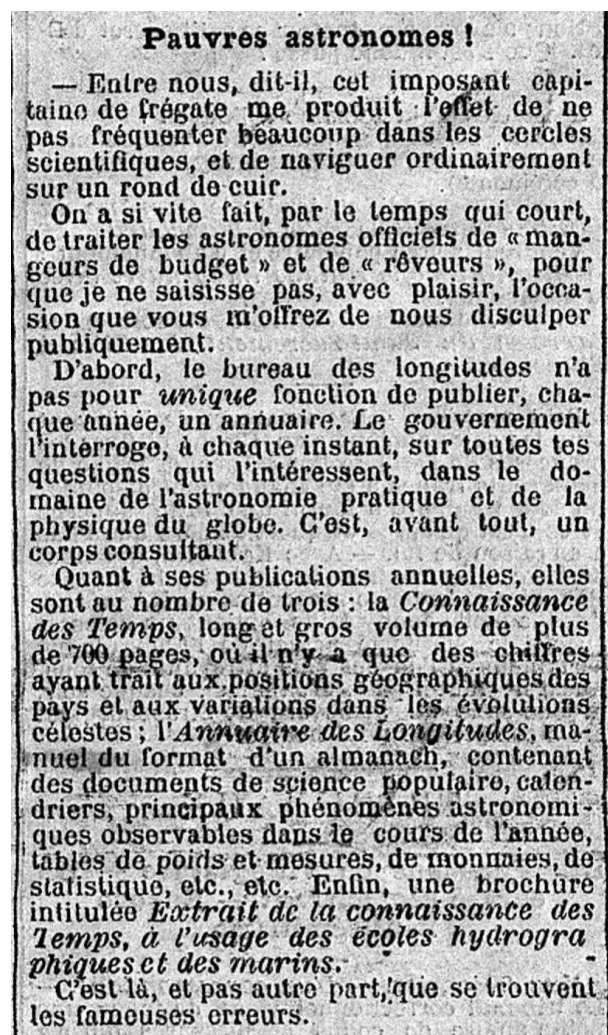 Pauvres astronomes !
— Entre nous, dit-il, cet imposant capi-
taine de frégate me produit l'effet de ne
pas fréquenter beaucoup dans les cercles
scientifiques, et de naviguer ordinairement
sur un rond de cuir.
On a si vite fait, par le temps qui court,
de traiter les astronomes officiels de « man-
geurs de budget » et de « rêveurs », pour
que je ne saisisse pas, avec plaisir, l'occa-
sion que vous m'offrez de nous disculper
publiquement.
D'abord, le bureau des longitudes n'a
pas pour unique fonction de publier, cha-
que année, un annuaire. Le gouvernement
l'interroge, à chaque instant, sur toutes tes
questions qui l'intéressent, dans le do-
maine de l'astronomie pratique et de la
physique du globe. C'est, avant tout, un
corps consultant.
Quant à ses publications annuelles, elles
sont au nombre de trois : la Connaissance
des Temps, long et gros volume de plus
de 700 pages, où il n'y a que des chiffres
ayant trait aux positions géographiques des
pays et aux variations dans les évolutions
célestes ; l'Annuaire des Longitudes, ma-
nuel du format d'un almanach, contenant
des documents de science populaire, calen-
driers, principaux phénomènes astronomi-
ques observables dans le cours de l'année,
tables de poids et mesures, de monnaies, de
statistique, etc., etc. Enfin, une brochure
intitulée Extrait de la connaissance des
Temps, à l'usage des écoles hydrogra
phiques et des marins. -
C'est là, et pas autre part, que se trouvent
les fameuses erreurs.